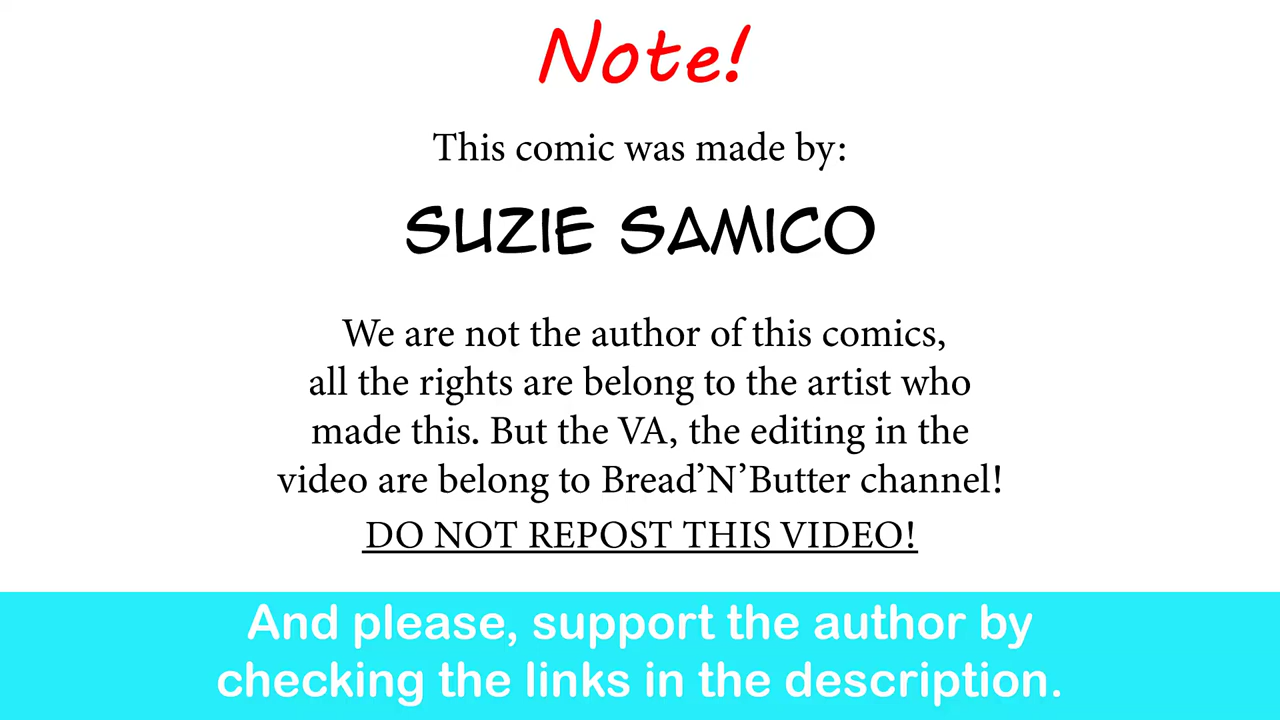 Note!
This comic was made by:
SUZIE SAMICO
We are not the author of this comics,
all the rights are belong to the artist who
made this. But the VA, the editing in the
video are belong to Bread’N’Butter channel!
DO NOT REPOST THIS VIDEO!
And please, support the author by
checking the links in the description.